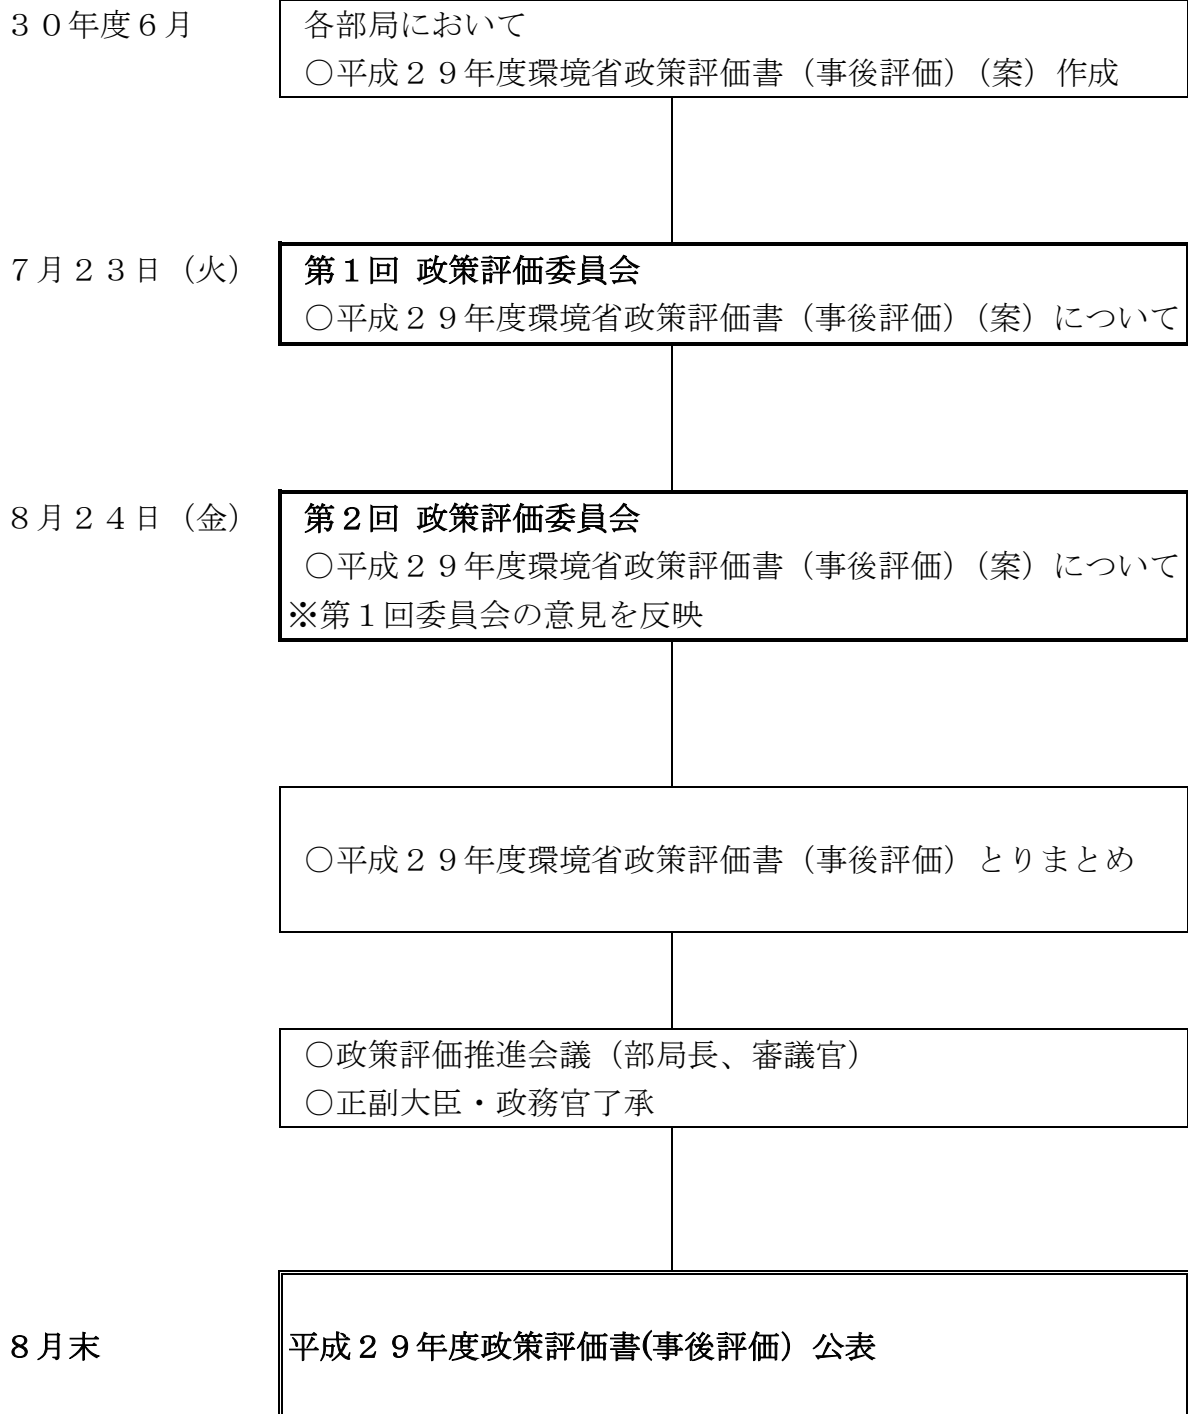 ３０年度６月
各部局において
○平成２９年度環境省政策評価書（事後評価）（案）作成
７月２３日（火）
第１回 政策評価委員会
○平成２９年度環境省政策評価書（事後評価）（案）について
８月２４日（金）
第２回 政策評価委員会
○平成２９年度環境省政策評価書（事後評価）（案）について
※第１回委員会の意見を反映
○平成２９年度環境省政策評価書（事後評価）とりまとめ
○政策評価推進会議（部局長、審議官）
○正副大臣・政務官了承
８月末
平成２９年度政策評価書(事後評価）公表